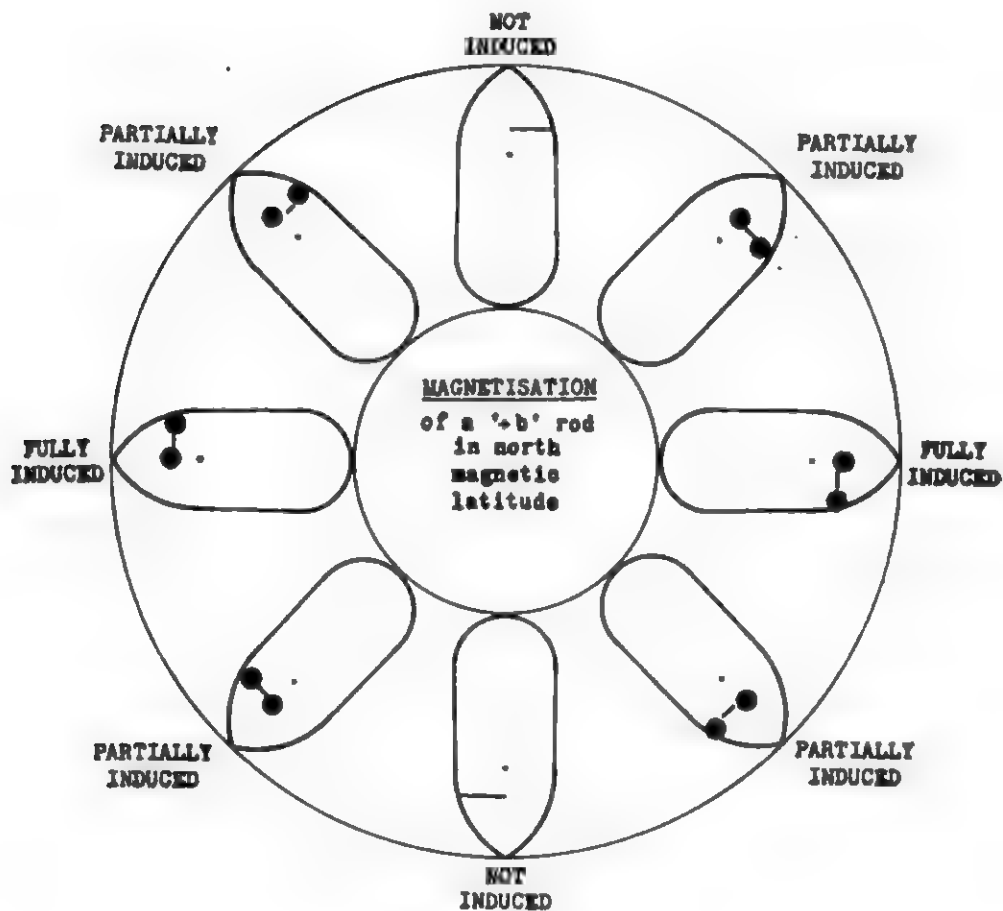 NOT
INDUCED
PARTIALLY
INDUCED
PARTIALLY
INDUCED
MAGNETISATION
of a '+b' rod
in north
magnetic
latitude
FULLY
INDUCED
FULLY
INDUCED
PARTIALLY
INDUCED
PARTIALLY
INDUCED
NOT
INDUCED